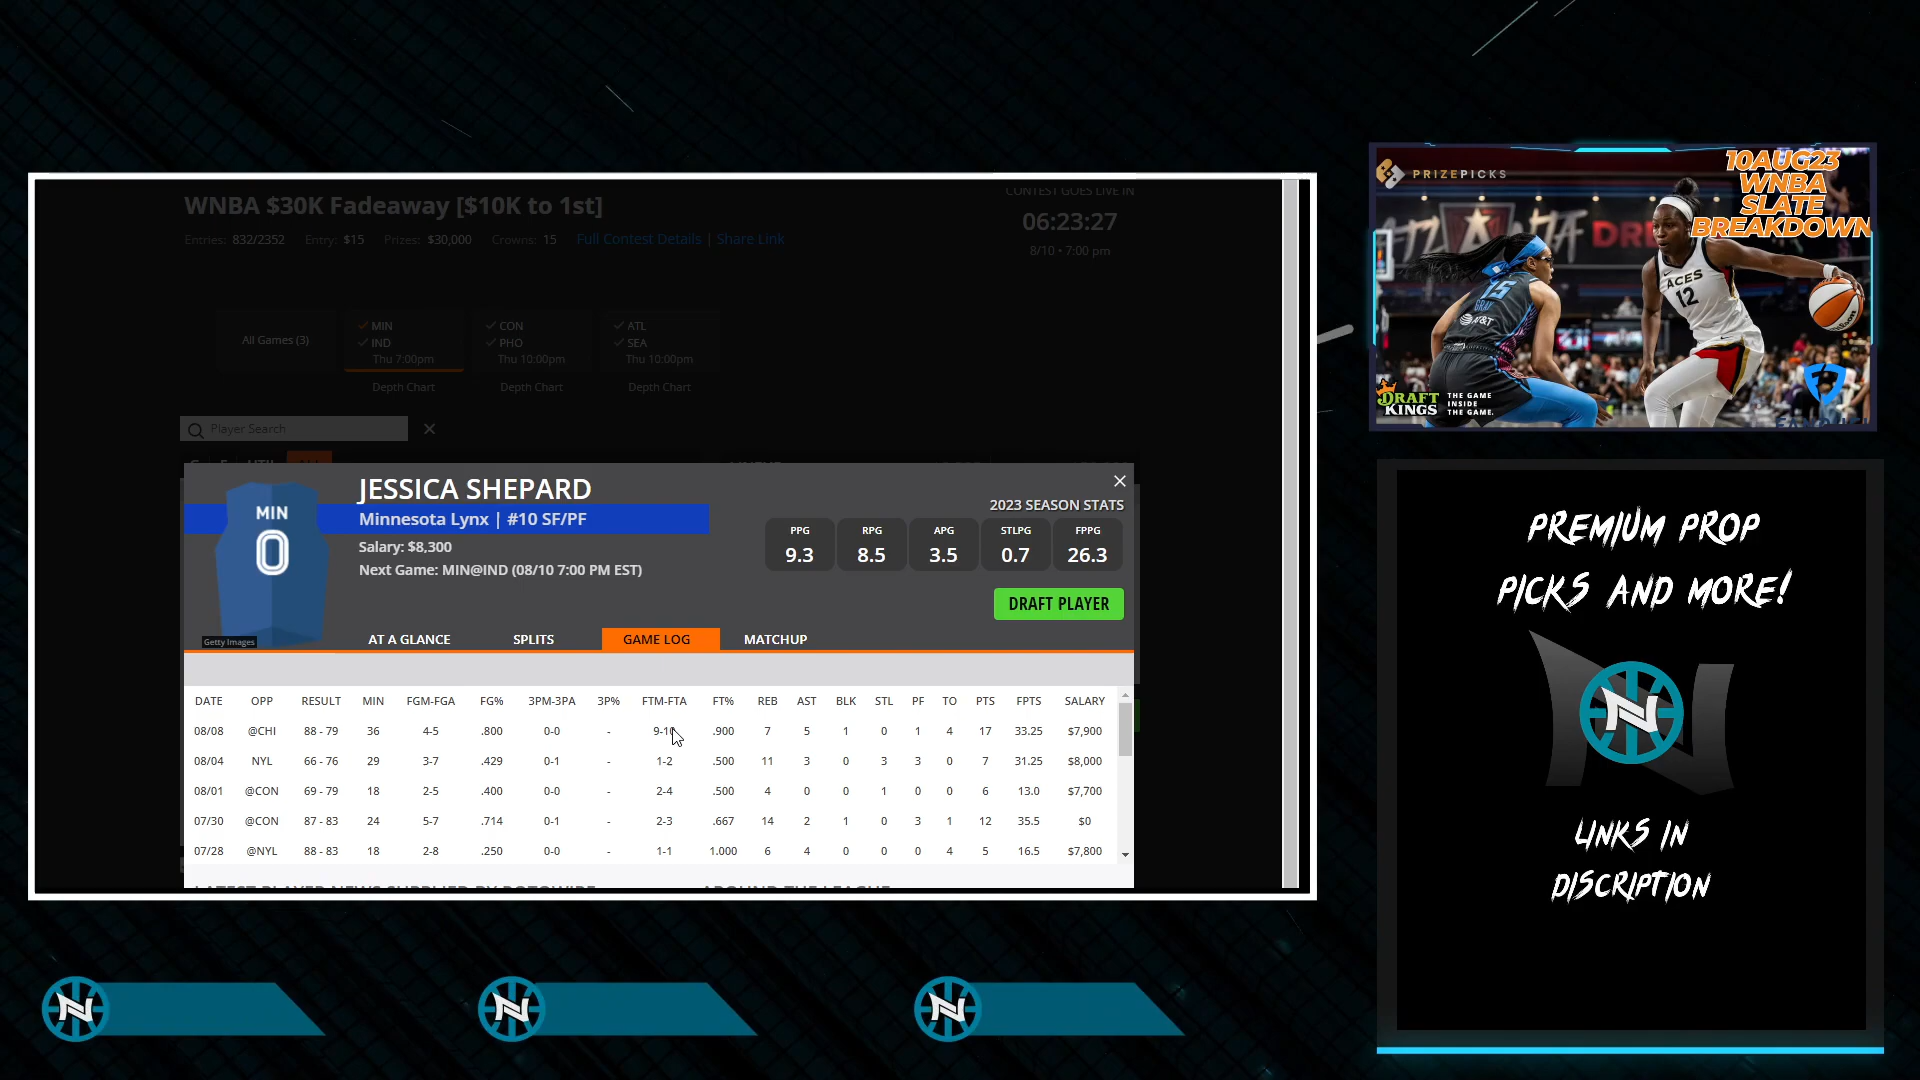 WNBA $30K Fadeaway [$10K to 1st]
Entries: 832/2352 Entry: $15 Prizes: $30,000 Crowns: 15 Full Contest Details | Share Link
CONTEST GOES LIVE IN
06:23:27
8/10 • 7:00 pm
All Games (3)
MIN
IND
Thu 7:00pm
Depth Chart
CON
PHO
Thu 10:00pm
Depth Chart
ATL
SEA
Thu 10:00pm
Depth Chart
Player Search
MIN
0
Getty Images
JESSICA SHEPARD
Minnesota Lynx | #10 SF/PF
Salary: $8,300
Next Game: MIN@IND (08/10 7:00 PM EST)
2023 SEASON STATS
PPG RPG APG STLPG FPPG
9.3 8.5 3.5 0.7 26.3
DRAFT PLAYER
AT A GLANCE SPLITS GAME LOG MATCHUP
DATE OPP RESULT MIN FGM-FGA FG% 3PM-3PA 3P% FTM-FTA FT% REB AST BLK STL PF TO PTS FPTS SALARY
08/08 @CHI 88 - 79 36 4-5 .800 0-0 - 9-10 .900 7 5 1 0 1 4 17 33.25 $7,900
08/04 NYL 66 - 76 29 3-7 .429 0-1 - 1-2 .500 11 3 0 3 3 0 7 31.25 $8,000
08/01 @CON 69 - 79 18 2-5 .400 0-0 - 2-4 .500 4 0 0 1 0 0 6 13.0 $7,700
07/30 @CON 87 - 83 24 5-7 .714 0-1 - 2-3 .667 14 2 1 0 3 1 12 35.5 $0
07/28 @NYL 88 - 83 18 2-8 .250 0-0 - 1-1 1.000 6 4 0 0 0 4 5 16.5 $7,800
LATEST PLAYER NEWS SUPPLIED BY ROTOWIRE
AROUND THE LEAGUE
PRIZEPICKS
10AUG23
WNBA
SLATE
BREAKDOWN
15
GRAY
AT&T
ACES
12
DRAFT
KINGS
THE GAME
INSIDE
THE GAME.
PREMIUM PROP
PICKS AND MORE!
LINKS IN
DISCRIPTION